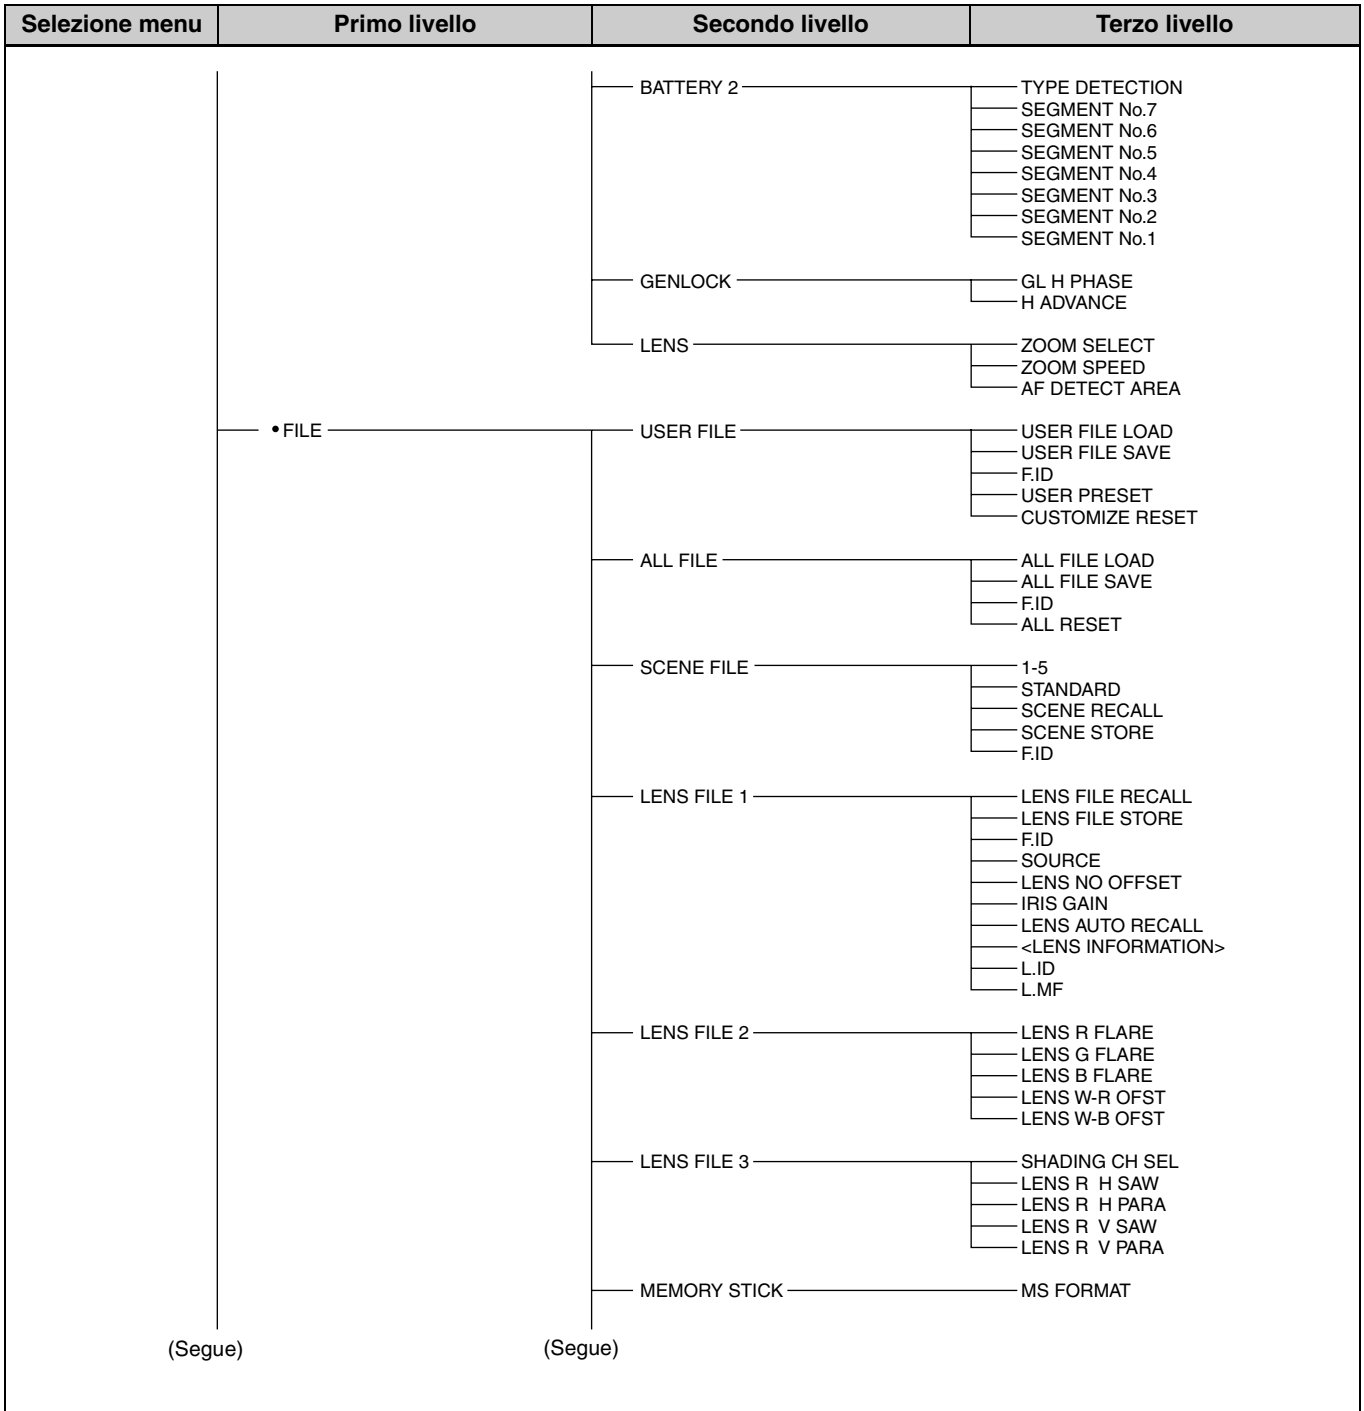 Selezione menu Primo livello Secondo livello Terzo livello
BATTERY 2 TYPE DETECTION
SEGMENT No.7
SEGMENT No.6
SEGMENT No.5
SEGMENT No.4
SEGMENT No.3
SEGMENT No.2
SEGMENT No.1
GENLOCK GL H PHASE
H ADVANCE
LENS ZOOM SELECT
ZOOM SPEED
AF DETECT AREA
•FILE USER FILE USER FILE LOAD
USER FILE SAVE
F.ID
USER PRESET
CUSTOMIZE RESET
ALL FILE ALL FILE LOAD
ALL FILE SAVE
F.ID
ALL RESET
SCENE FILE 1-5
STANDARD
SCENE RECALL
SCENE STORE
F.ID
LENS FILE 1 LENS FILE RECALL
LENS FILE STORE
F.ID
SOURCE
LENS NO OFFSET
IRIS GAIN
LENS AUTO RECALL
<LENS INFORMATION>
L.ID
L.MF
LENS FILE 2 LENS R FLARE
LENS G FLARE
LENS B FLARE
LENS W-R OFST
LENS W-B OFST
LENS FILE 3 SHADING CH SEL
LENS R H SAW
LENS R H PARA
LENS R V SAW
LENS R V PARA
MEMORY STICK MS FORMAT
(Segue) (Segue)